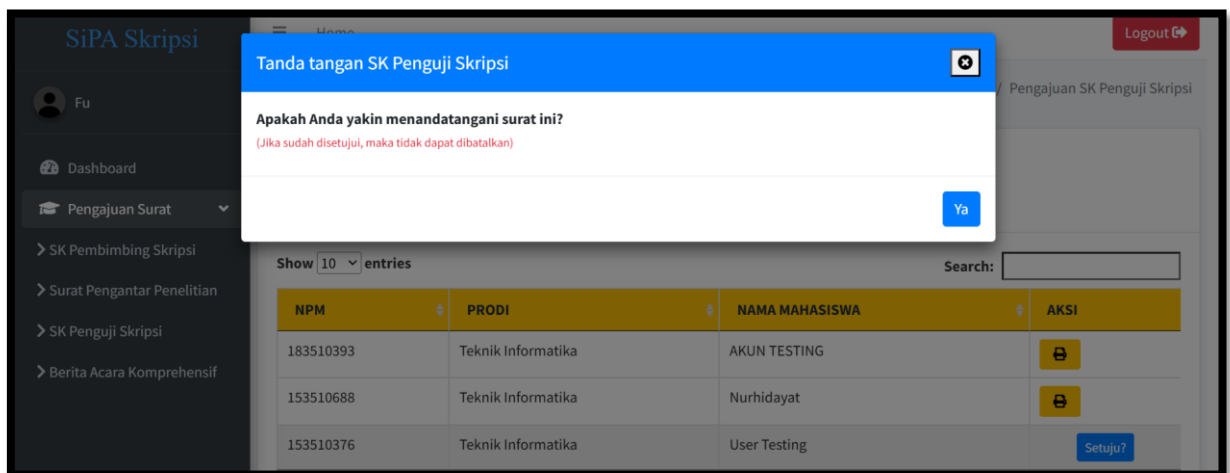 SiPA Skripsi
Home
Logout
Tanda tangan SK Penguji Skripsi
/ Pengajuan SK Penguji Skripsi
Fu
Apakah Anda yakin menandatangani surat ini?
(Jika sudah disetujui, maka tidak dapat dibatalkan)
Dashboard
Pengajuan Surat
Ya
SK Pembimbing Skripsi
Show 10 entries
Search:
Surat Pengantar Penelitian
NPM PRODI NAMA MAHASISWA AKSI
SK Penguji Skripsi
183510393 Teknik Informatika AKUN TESTING
Berita Acara Komprehensif
153510688 Teknik Informatika Nurhidayat
153510376 Teknik Informatika User Testing Setuju?